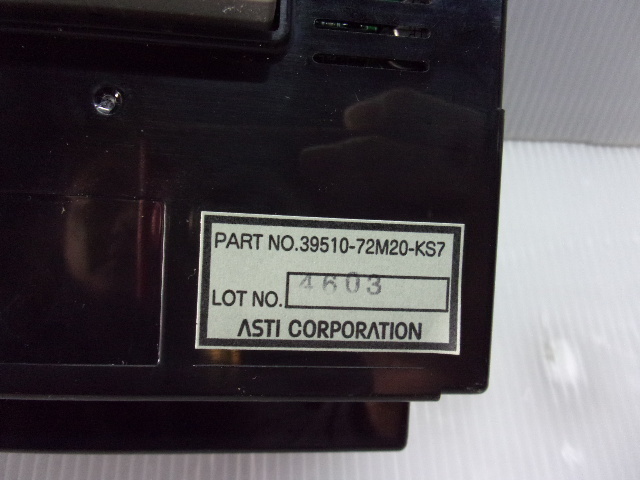 PART NO.39510-72M20-KS7
LOT NO. 4603
ASTI CORPORATION